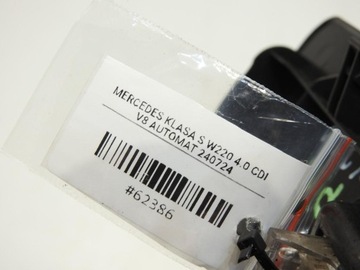 MERCEDES KLASA S W220 4.0 CDI
V8 AUTOMAT 240724
#62386